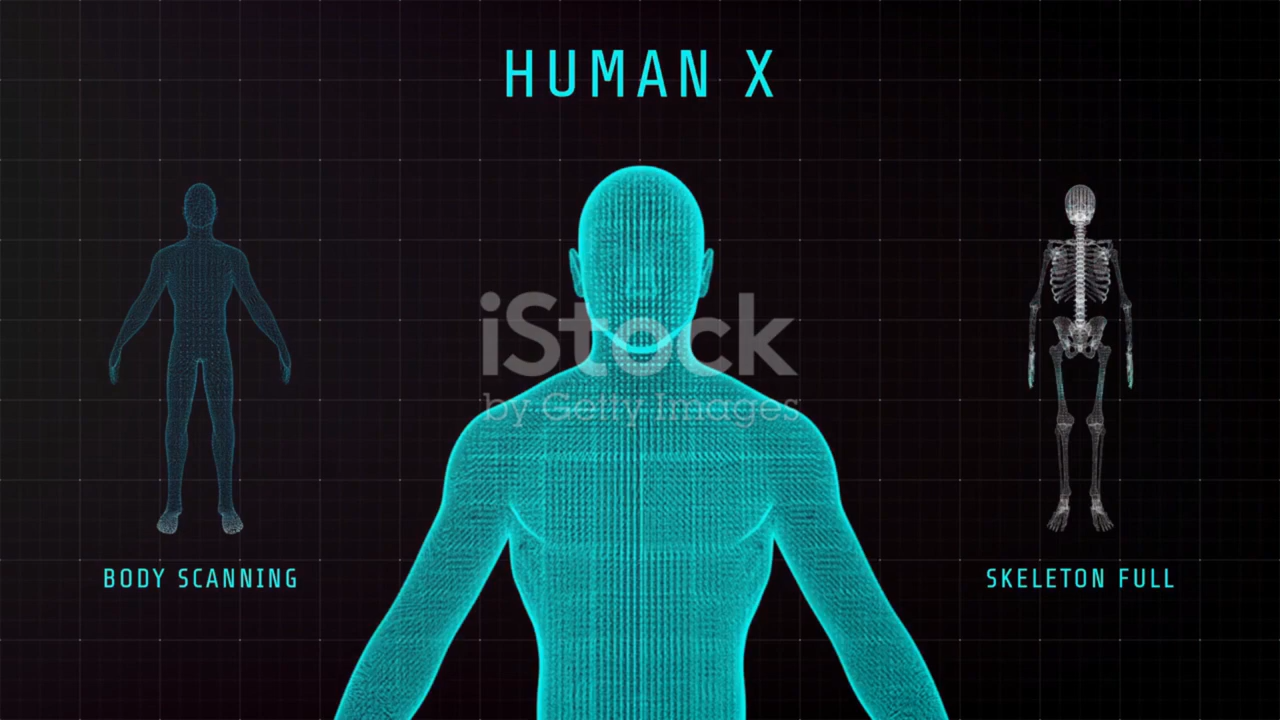 HUMAN X
iStock
by Getty Images
BODY SCANNING
SKELETON FULL